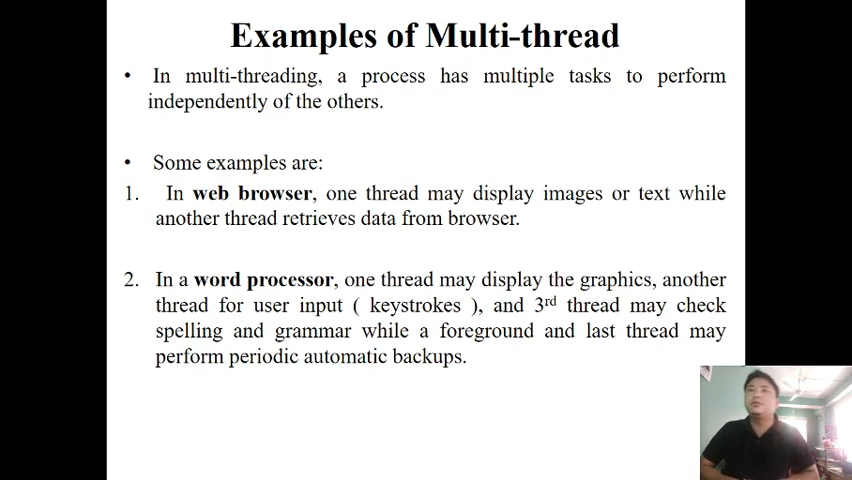 Examples of Multi-thread
• In multi-threading, a process has multiple tasks to perform
independently of the others.
• Some examples are:
1. In web browser, one thread may display images or text while
another thread retrieves data from browser.
2. In a word processor, one thread may display the graphics, another
thread for user input ( keystrokes ), and 3rd thread may check
spelling and grammar while a foreground and last thread may
perform periodic automatic backups.